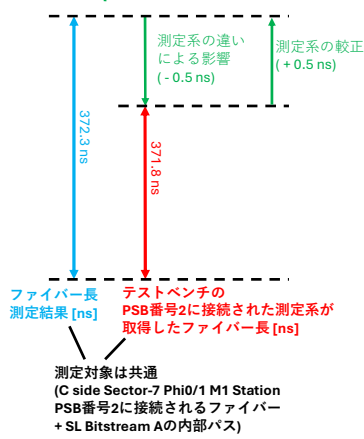 測定系の違い
による影響
( - 0.5 ns)
測定系の較正
( + 0.5 ns)
372.3 ns
371.8 ns
ファイバー長
測定結果 [ns]
テストベンチの
PSB番号2に接続された測定系が
取得したファイバー長 [ns]
測定対象は共通
(C side Sector-7 Phi0/1 M1 Station
PSB番号2に接続されるファイバー
+ SL Bitstream Aの内部パス)